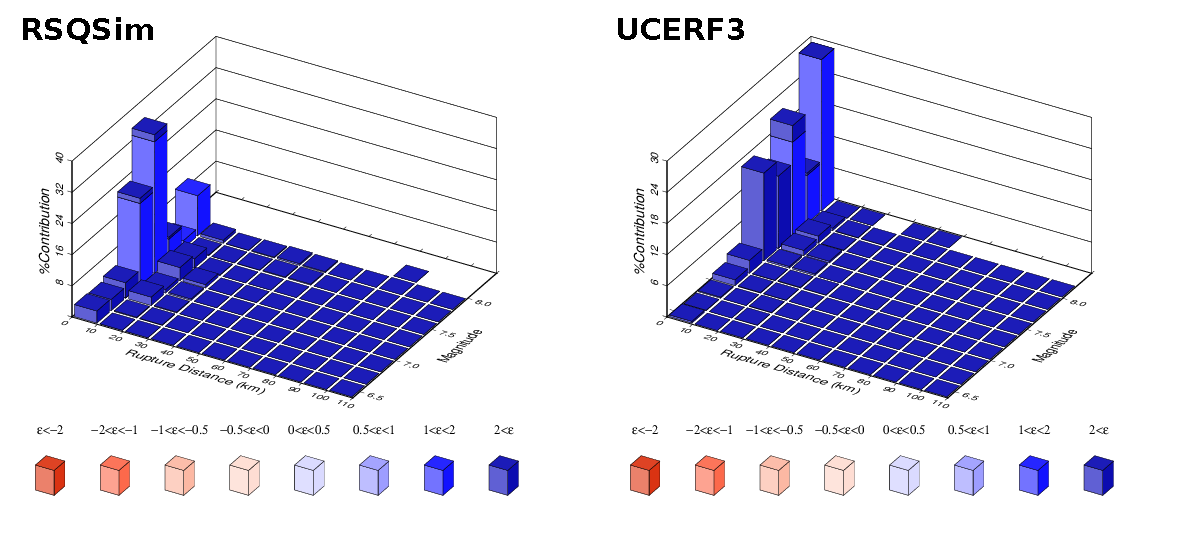 RSQSim
UCERF3
%Contribution
8
16
24
32
40
0
10
20
30
40
50
60
70
80
90
100
110
Rupture Distance (km)
6.5
7.0
7.5
8.0
Magnitude
ε<−2
−2<ε<−1
−1<ε<−0.5
−0.5<ε<0
0<ε<0.5
0.5<ε<1
1<ε<2
2<ε
%Contribution
6
12
18
24
30
0
10
20
30
40
50
60
70
80
90
100
110
Rupture Distance (km)
6.5
7.0
7.5
8.0
Magnitude
ε<−2
−2<ε<−1
−1<ε<−0.5
−0.5<ε<0
0<ε<0.5
0.5<ε<1
1<ε<2
2<ε